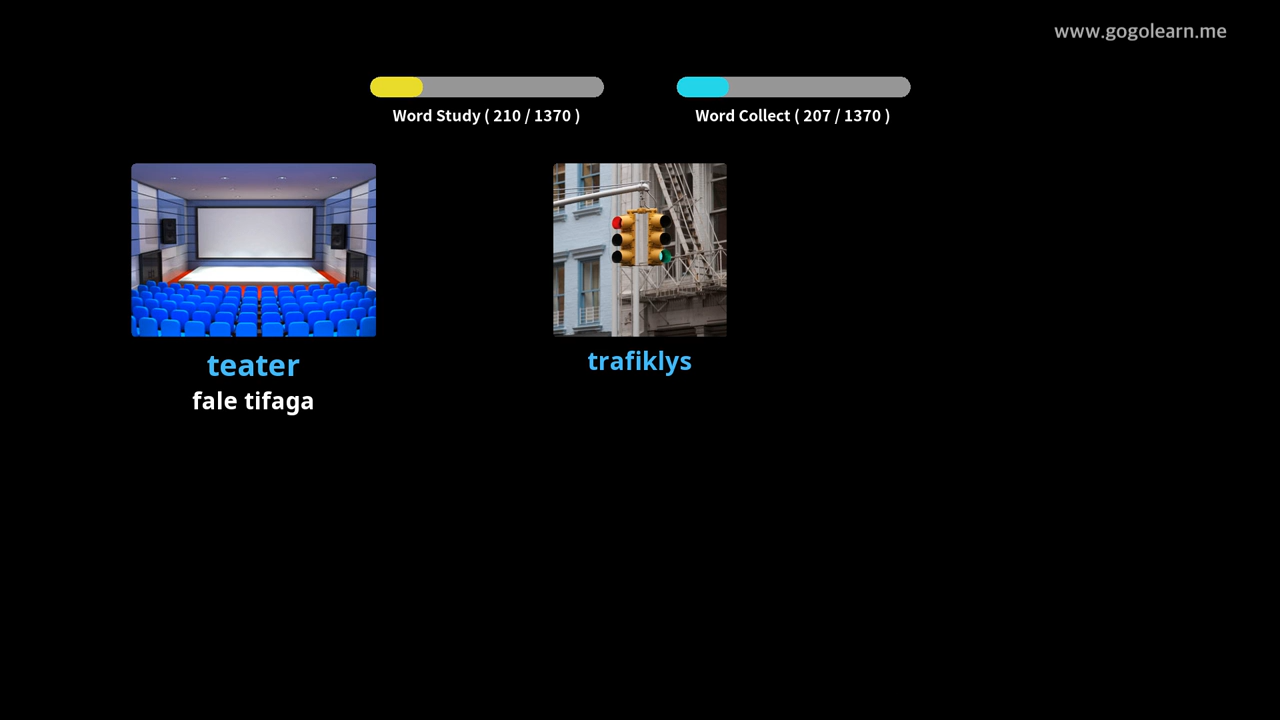 www.gogolearn.me
Word Study ( 210 / 1370 )
Word Collect ( 207 / 1370 )
teater
fale tifaga
trafiklys